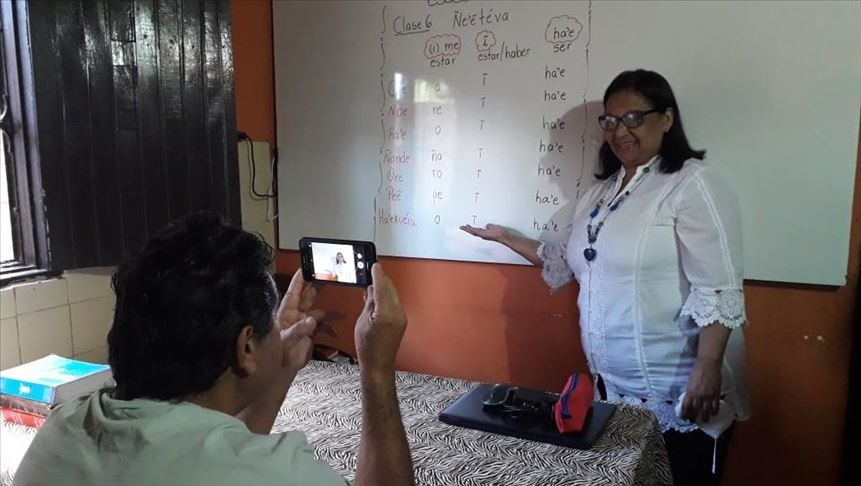 Clase 6 Ñe'ẽtéva
(i) me ĩ ha'e
estar estar/haber ser
Che a ĩ ha'e
Nde re ĩ ha'e
Ha'e o ĩ ha'e
ha'e
Ñande ña ĩ ha'e
Ore ro ĩ ha'e
Peẽ pe ĩ ha'e
Ha'ekuéra o ĩ ha'e